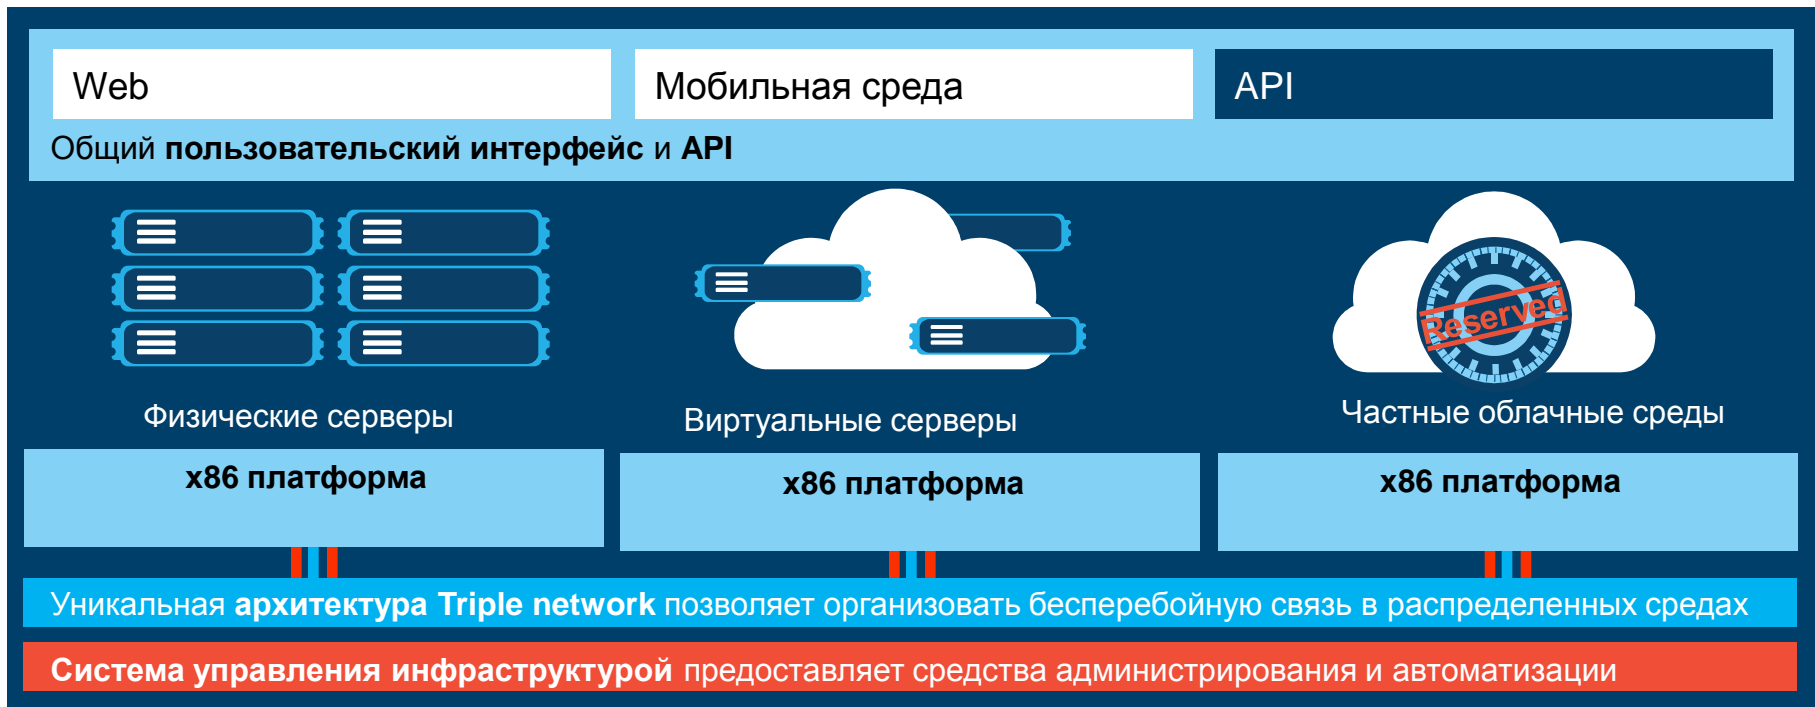 Web
Мобильная среда
API
Общий пользовательский интерфейс и API
Reserved
Физические серверы
Виртуальные серверы
Частные облачные среды
x86 платформа
x86 платформа
x86 платформа
Уникальная архитектура Triple network позволяет организовать бесперебойную связь в распределенных средах
Система управления инфраструктурой предоставляет средства администрирования и автоматизации